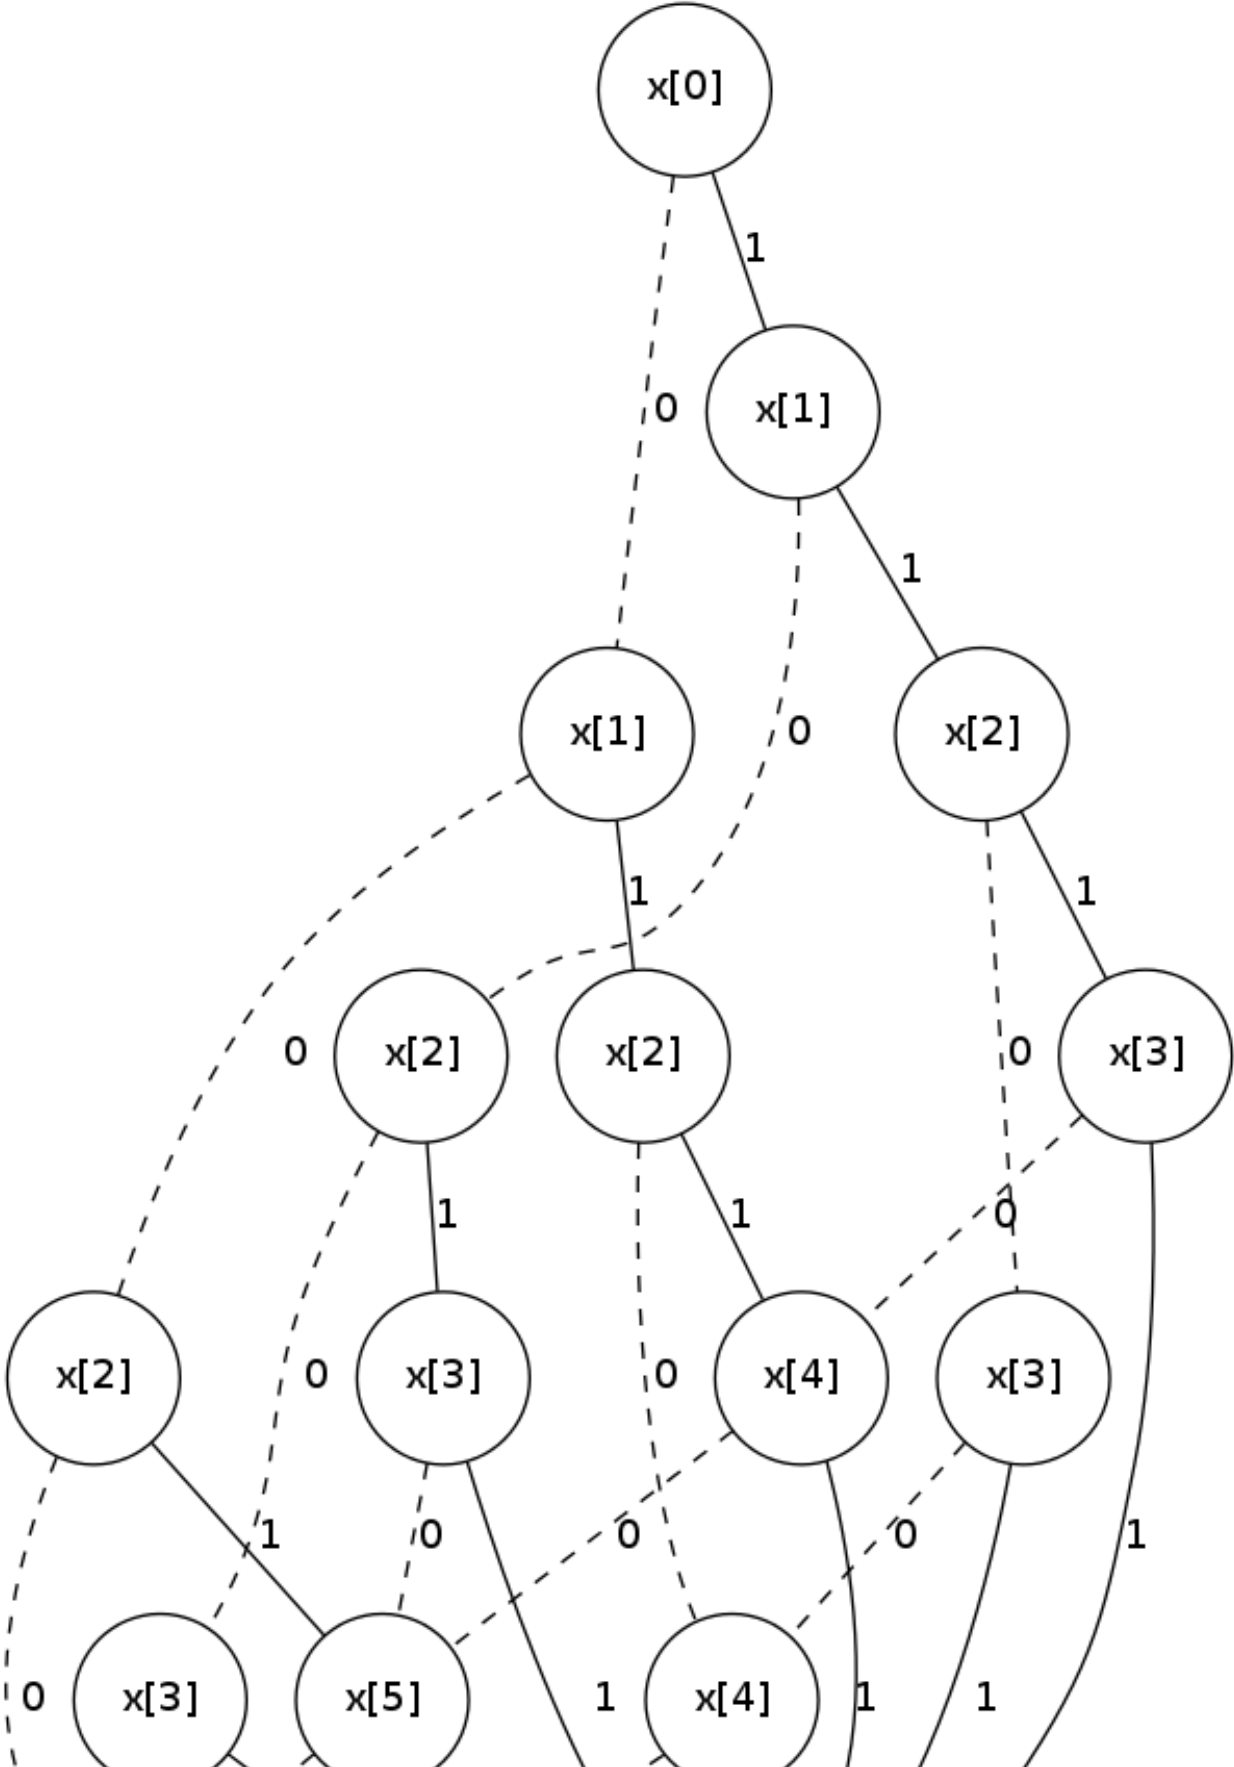 x[0]
1
0 x[1]
1
x[1] 0 x[2]
1 1
0 x[2] x[2] 0 x[3]
1 1 0
x[2] 0 x[3] 0 x[4] x[3]
1 0 0 0 1
0 x[3] x[5] 1 x[4] 1 1